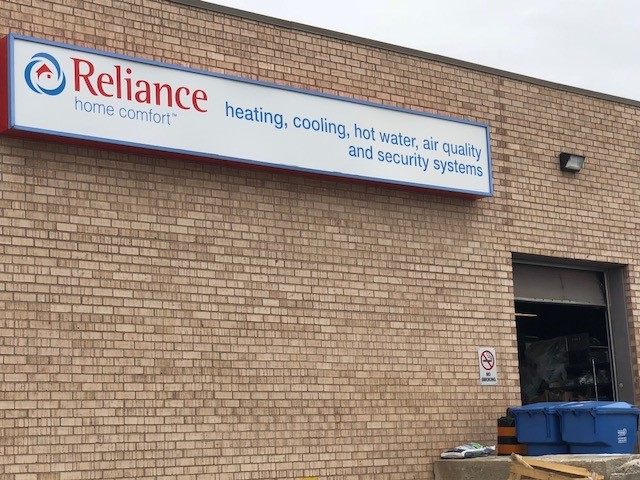 Reliance
home comfort™
heating, cooling, hot water, air quality
and security systems
NO
SMOKING